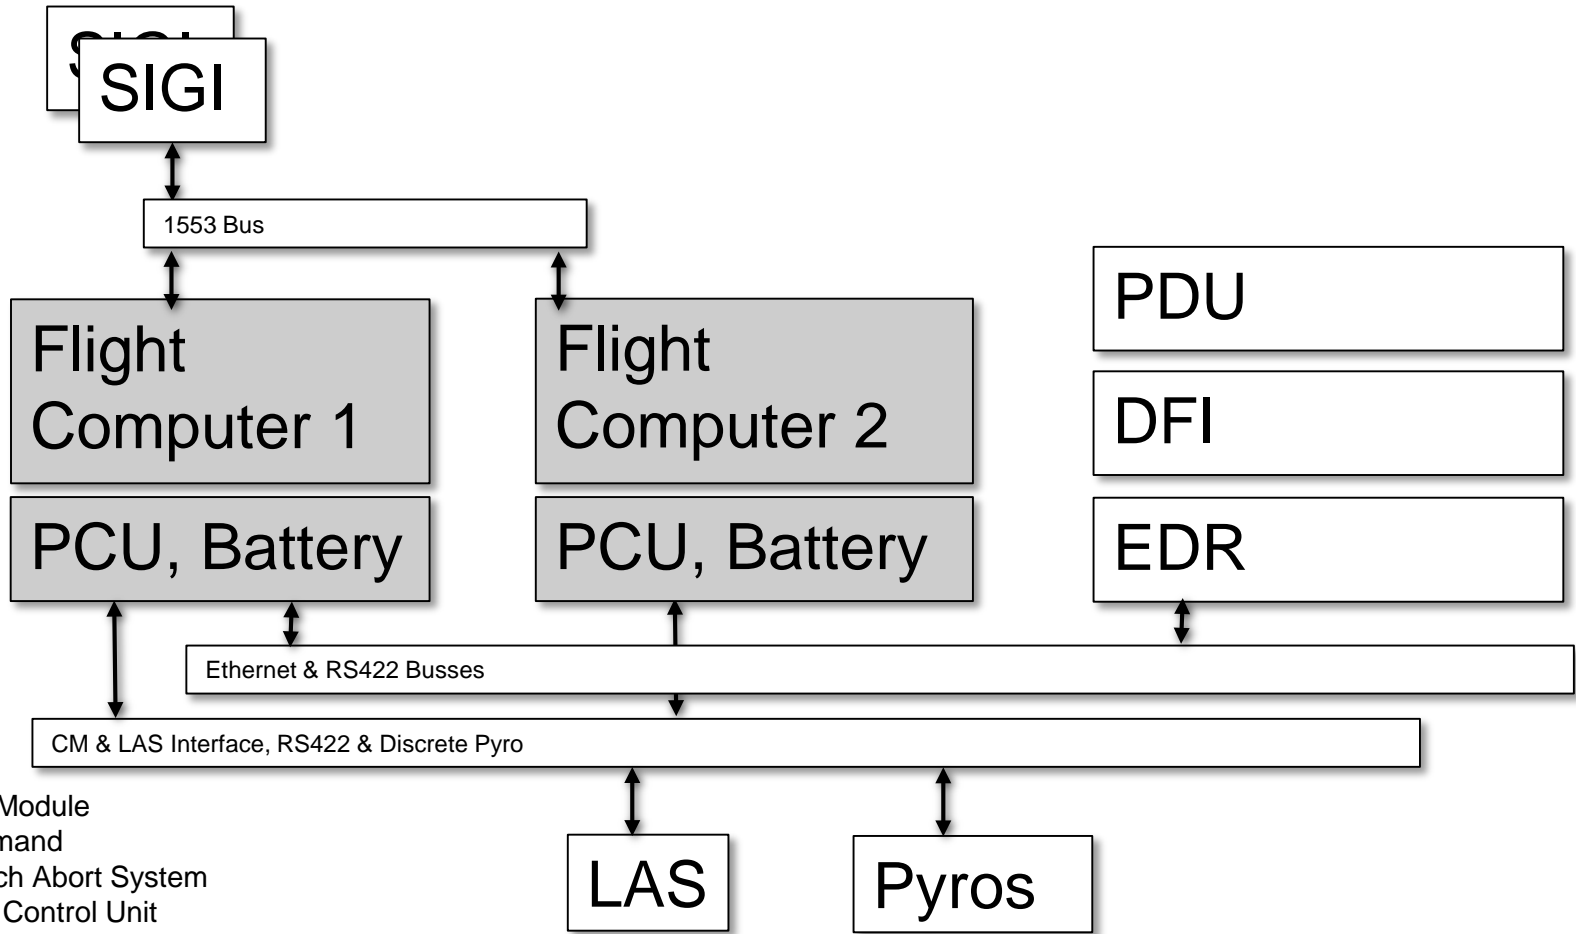 SIGI
SIGI
1553 Bus
Flight
Computer 1
Flight
Computer 2
PDU
DFI
PCU, Battery
PCU, Battery
EDR
Ethernet & RS422 Busses
CM & LAS Interface, RS422 & Discrete Pyro
Module
mand
ch Abort System
Control Unit
LAS
Pyros